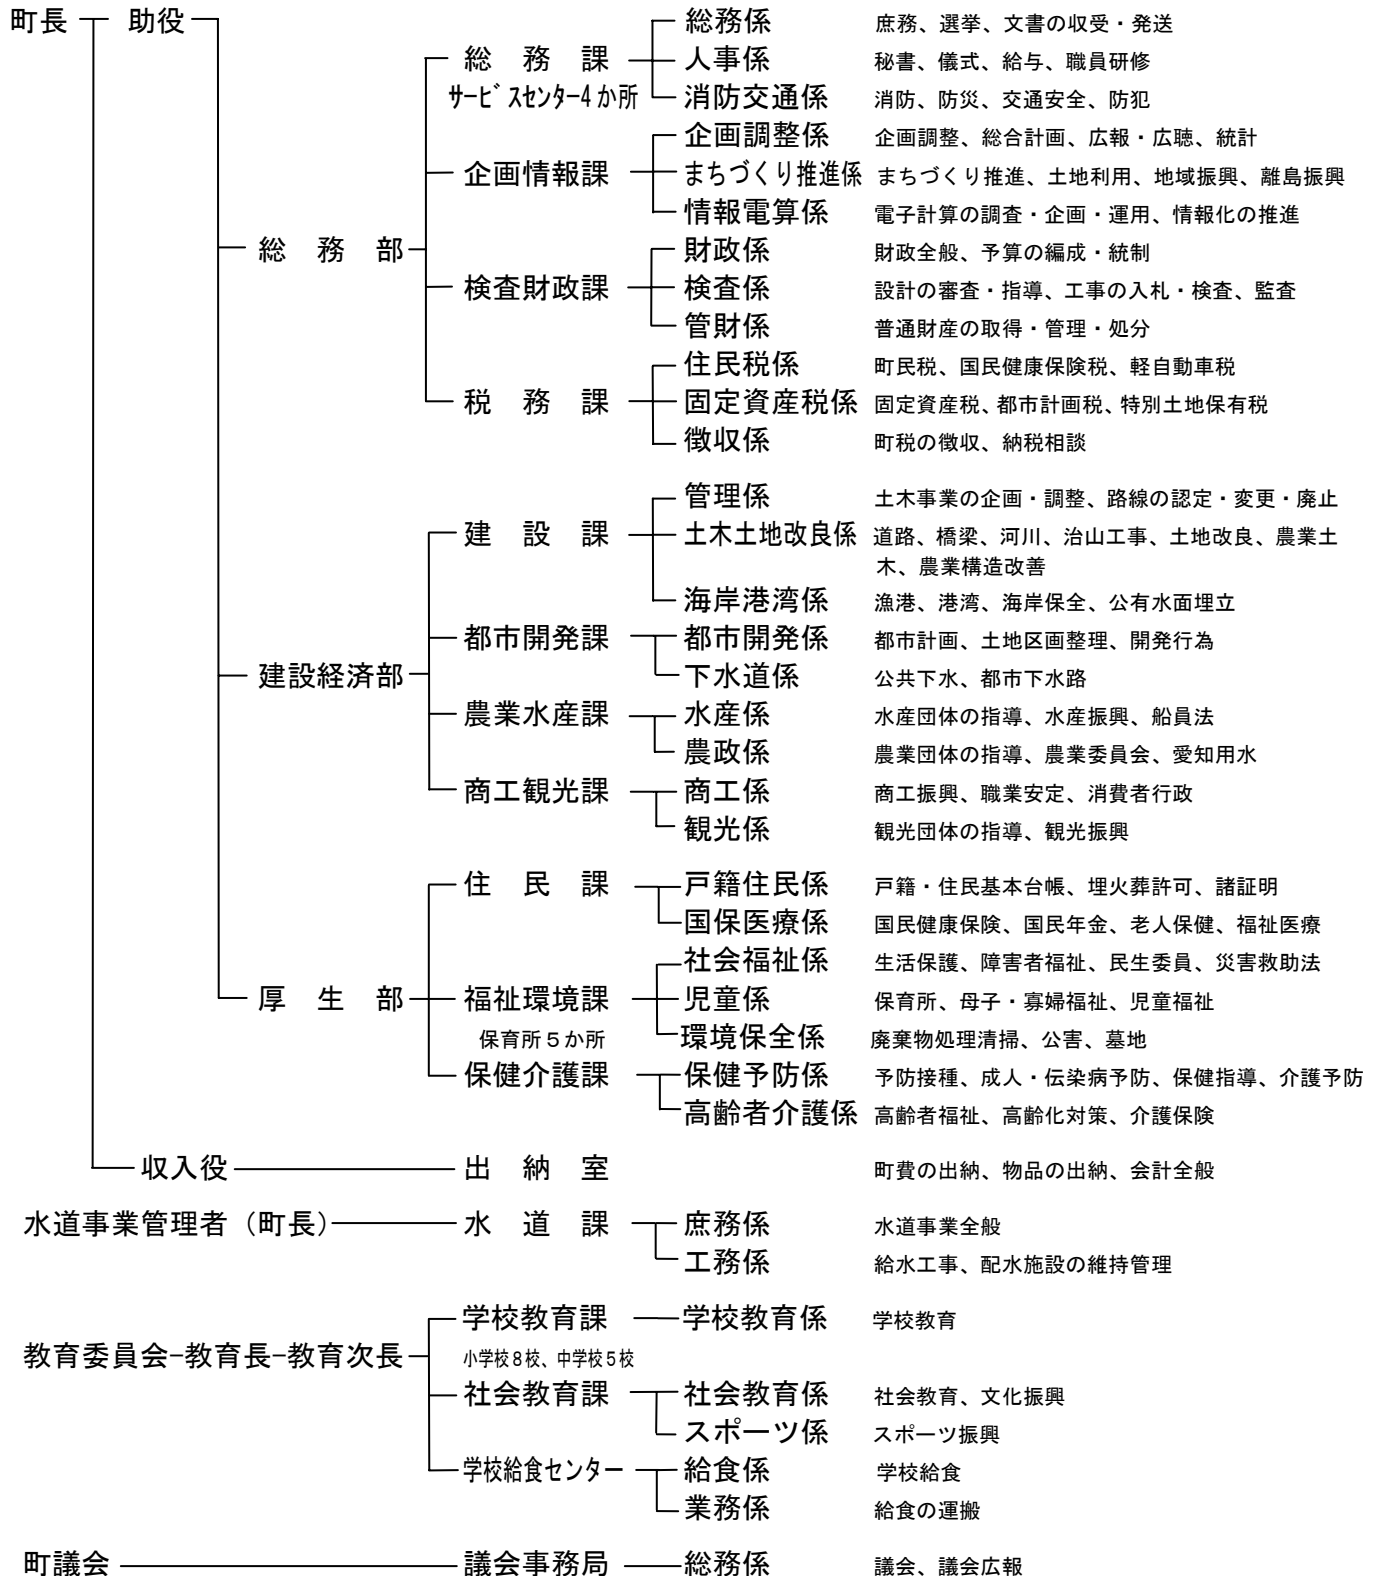 町長 助役 総務係 庶務、選挙、文書の収受・発送
総務課 人事係 秘書、儀式、給与、職員研修
サービスセンター4か所 消防交通係 消防、防災、交通安全、防犯
企画調整係 企画調整、総合計画、広報・広聴、統計
企画情報課 まちづくり推進係 まちづくり推進、土地利用、地域振興、離島振興
情報電算係 電子計算の調査・企画・運用、情報化の推進
総務部 財政係 財政全般、予算の編成・統制
検査財政課 検査係 設計の審査・指導、工事の入札・検査、監査
管財係 普通財産の取得・管理・処分
住民税係 町民税、国民健康保険税、軽自動車税
税務課 固定資産税係 固定資産税、都市計画税、特別土地保有税
徴収係 町税の徴収、納税相談
管理係 土木事業の企画・調整、路線の認定・変更・廃止
建設課 土木土地改良係 道路、橋梁、河川、治山工事、土地改良、農業土
木、農業構造改善
海岸港湾係 漁港、港湾、海岸保全、公有水面埋立
都市開発課 都市開発係 都市計画、土地区画整理、開発行為
建設経済部 下水道係 公共下水、都市下水路
農業水産課 水産係 水産団体の指導、水産振興、船員法
農政係 農業団体の指導、農業委員会、愛知用水
商工観光課 商工係 商工振興、職業安定、消費者行政
観光係 観光団体の指導、観光振興
住民課 戸籍住民係 戸籍・住民基本台帳、埋火葬許可、諸証明
国保医療係 国民健康保険、国民年金、老人保健、福祉医療
社会福祉係 生活保護、障害者福祉、民生委員、災害救助法
厚生部 福祉環境課 児童係 保育所、母子・寡婦福祉、児童福祉
保育所5か所 環境保全係 廃棄物処理清掃、公害、墓地
保健介護課 保健予防係 予防接種、成人・伝染病予防、保健指導、介護予防
高齢者介護係 高齢者福祉、高齢化対策、介護保険
収入役 出納室 町費の出納、物品の出納、会計全般
水道事業管理者（町長） 水道課 庶務係 水道事業全般
工務係 給水工事、配水施設の維持管理
学校教育課 学校教育係 学校教育
教育委員会-教育長-教育次長 小学校8校、中学校5校
社会教育課 社会教育係 社会教育、文化振興
スポーツ係 スポーツ振興
学校給食センター 給食係 学校給食
業務係 給食の運搬
町議会 議会事務局 総務係 議会、議会広報